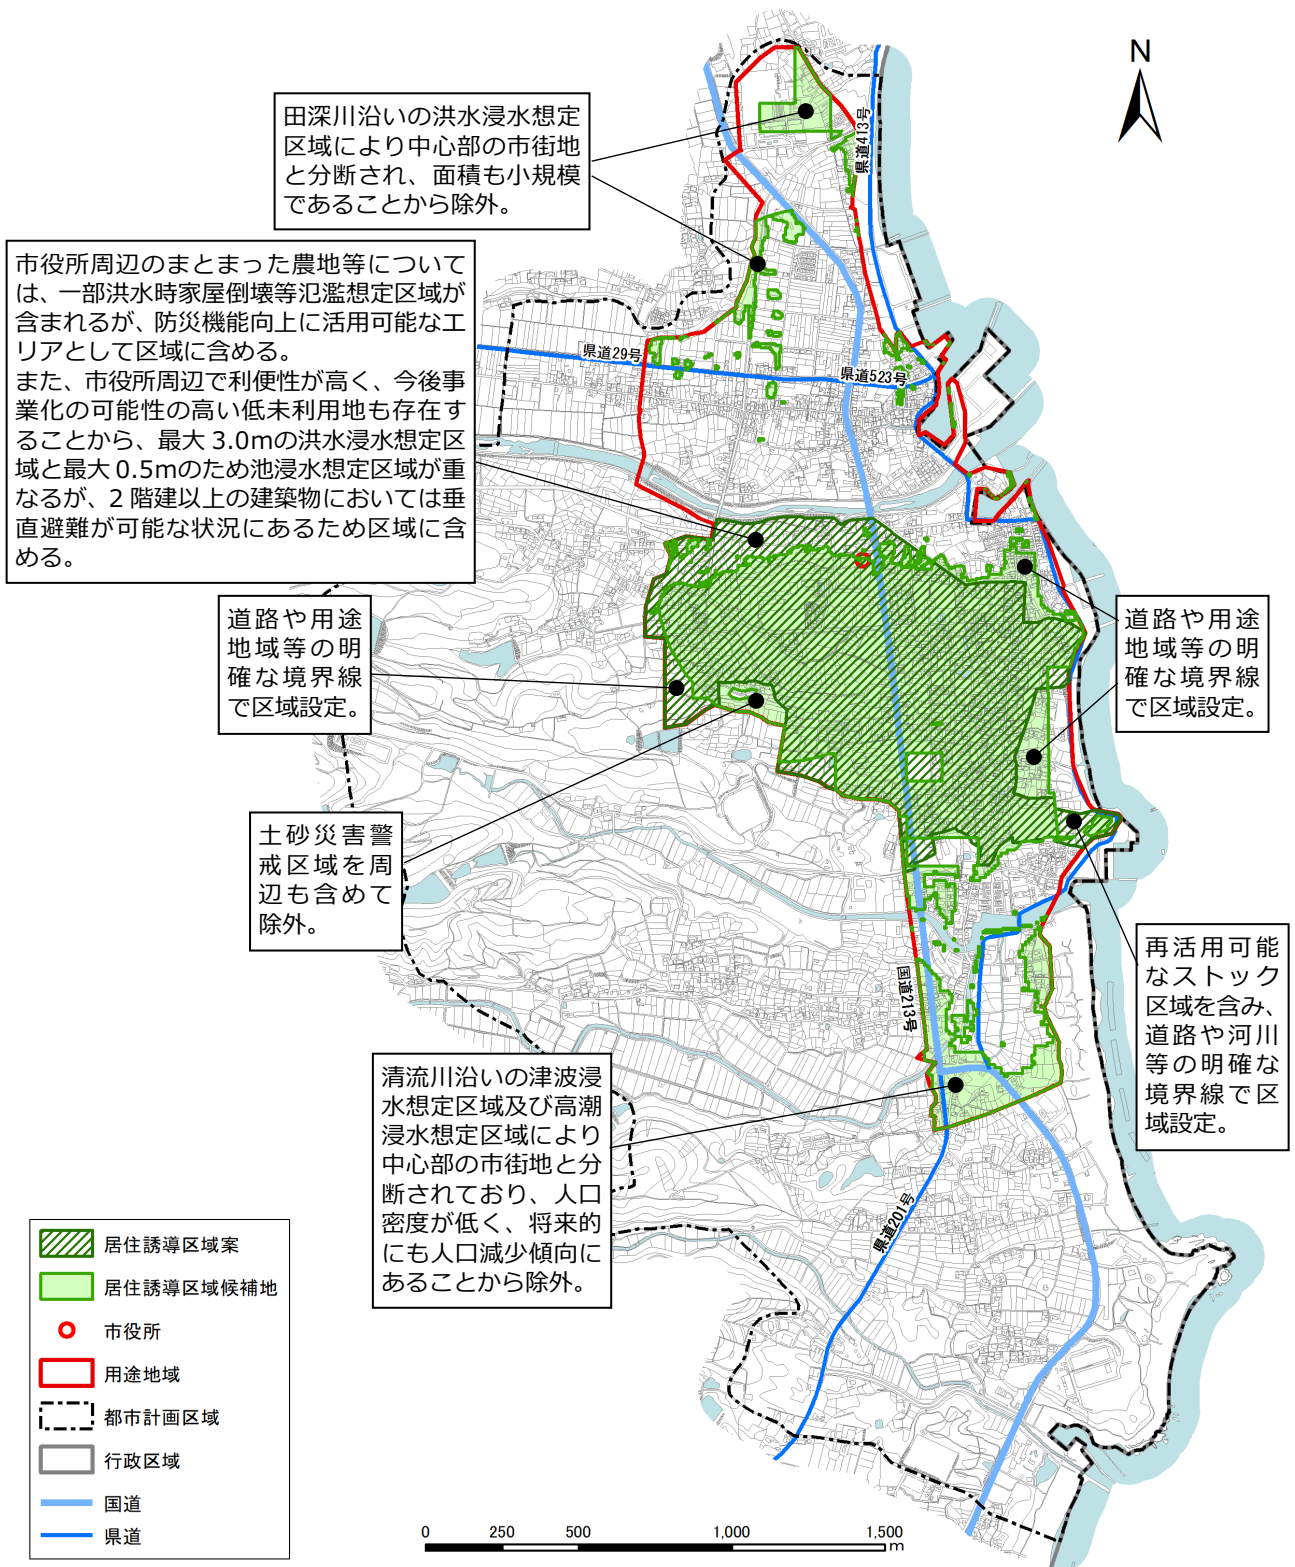 N
田深川沿いの洪水浸水想定
区域により中心部の市街地
と分断され、面積も小規模
であることから除外。
県道413号
市役所周辺のまとまった農地等について
は、一部洪水時家屋倒壊等氾濫想定区域が
含まれるが、防災機能向上に活用可能なエ
リアとして区域に含める。
また、市役所周辺で利便性が高く、今後事
業化の可能性の高い低未利用地も存在す
ることから、最大 3.0mの洪水浸水想定区
域と最大 0.5mのため池浸水想定区域が重
なるが、2 階建以上の建築物においては垂
直避難が可能な状況にあるため区域に含
める。
県道29号
県道523号
道路や用途
地域等の明
確な境界線
で区域設定。
道路や用途
地域等の明
確な境界線
で区域設定。
土砂災害警
戒区域を周
辺も含めて
除外。
再活用可能
なストック
区域を含み、
道路や河川
等の明確な
境界線で区
域設定。
国道213号
清流川沿いの津波浸
水想定区域及び高潮
浸水想定区域により
中心部の市街地と分
断されており、人口
密度が低く、将来的
にも人口減少傾向に
あることから除外。
県道201号
居住誘導区域案
居住誘導区域候補地
市役所
用途地域
都市計画区域
行政区域
国道
県道
0 250 500 1,000 1,500
m